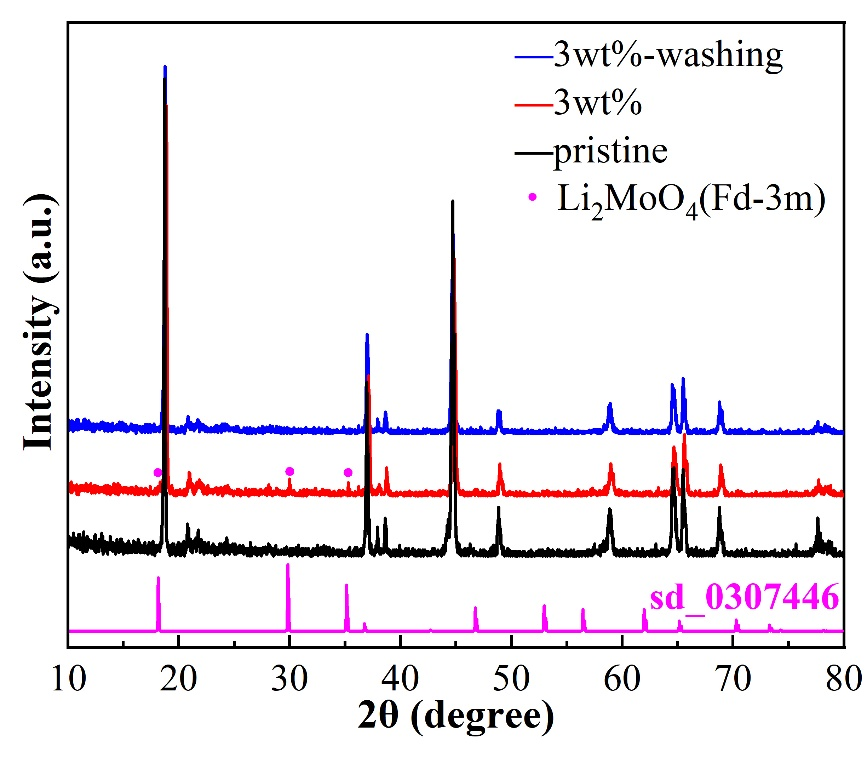 3wt%-washing
3wt%
pristine
Li₂MoO₄(Fd-3m)
Intensity (a.u.)
sd_0307446
10 20 30 40 50 60 70 80
2θ (degree)